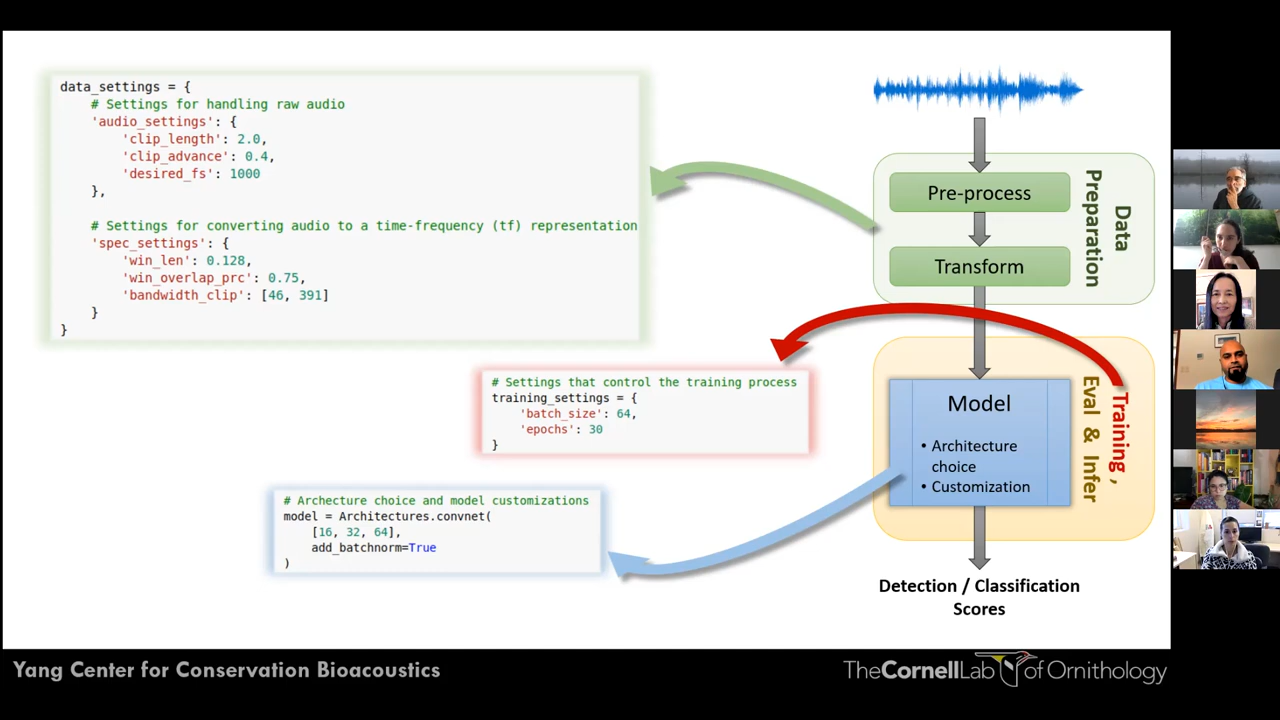 data_settings = {
# Settings for handling raw audio
'audio_settings': {
'clip_length': 2.0,
'clip_advance': 0.4,
'desired_fs': 1000
},
# Settings for converting audio to a time-frequency (tf) representation
'spec_settings': {
'win_len': 0.128,
'win_overlap_prc': 0.75,
'bandwidth_clip': [46, 391]
}
}
# Settings that control the training process
training_settings = {
'batch_size': 64,
'epochs': 30
}
# Archecture choice and model customizations
model = Architectures.convnet(
[16, 32, 64],
add_batchnorm=True
)
Pre-process
Transform
Data
Preparation
Model
• Architecture
choice
• Customization
Training,
Eval & Infer
Detection / Classification
Scores
Yang Center for Conservation Bioacoustics
TheCornellLab of Ornithology